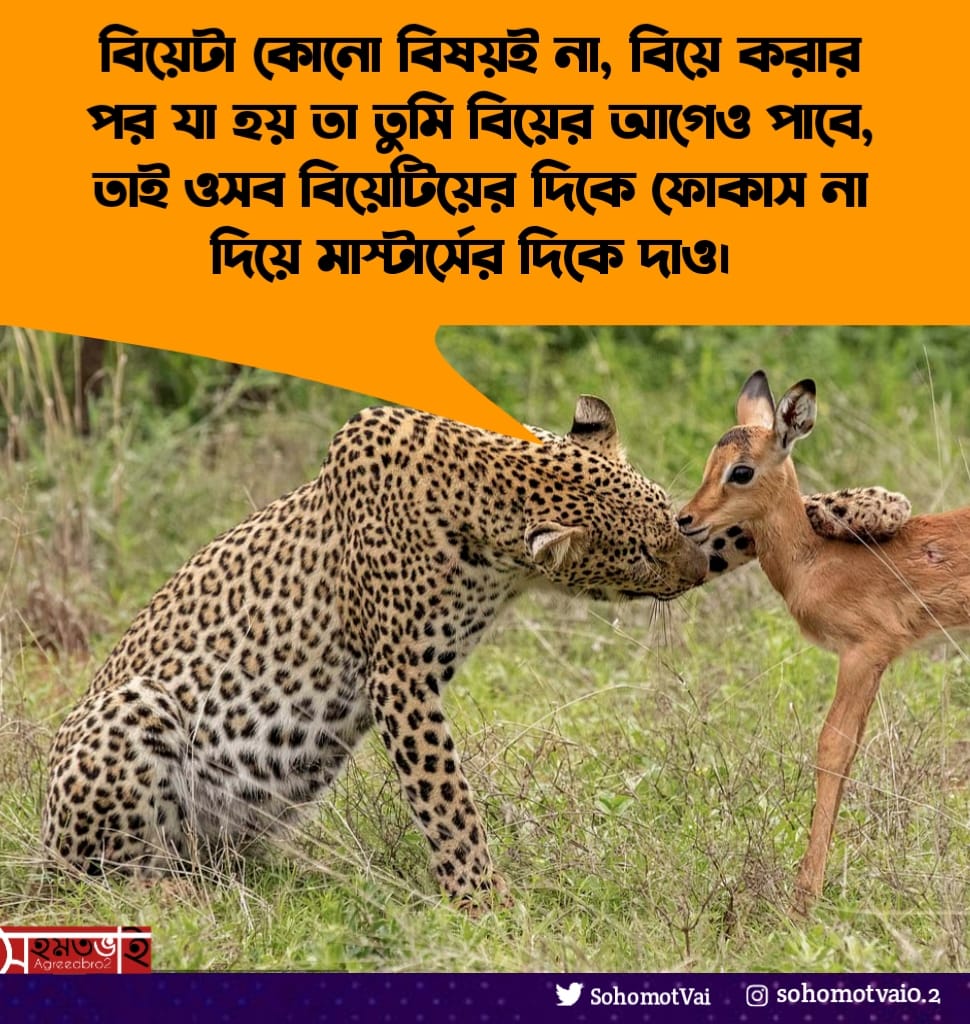 বিয়েটা কোনো বিষয়ই না, বিয়ে করার
পর যা হয় তা তুমি বিয়ের আগেও পাবে,
তাই ওসব বিয়েটিয়ের দিকে ফোকাস না
দিয়ে মাস্টার্সের দিকে দাও।
সহমতভাই
Agreeabro2
SohomotVai
sohomotvai0.2